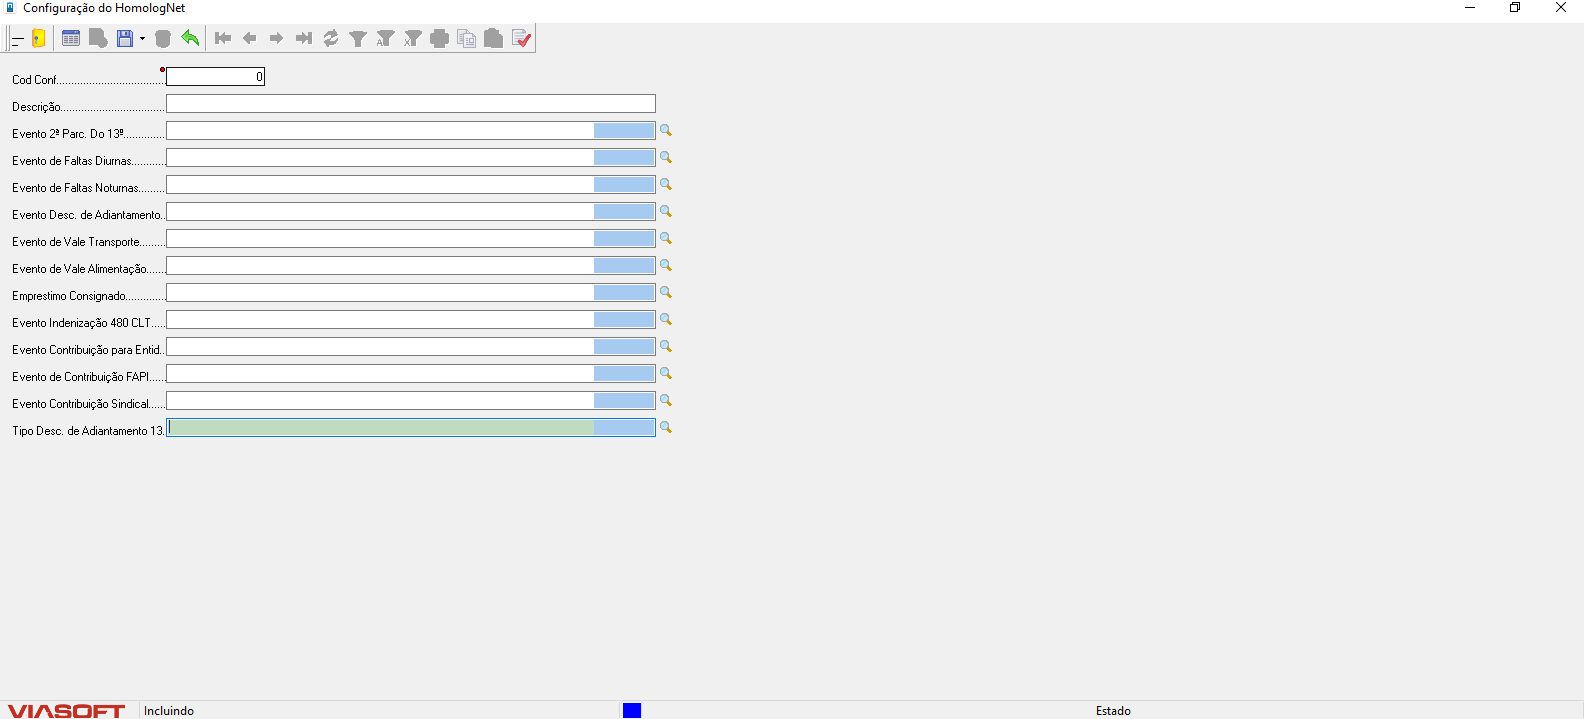 Configuração do HomologNet
Cod Conf..................................... 0
Descrição...................................
Evento 2ª Parc. Do 13º..............
Evento de Faltas Diurnas............
Evento de Faltas Noturnas.........
Evento Desc. de Adiantamento..
Evento de Vale Transporte.........
Evento de Vale Alimentação.......
Emprestimo Consignado.............
Evento Indenização 480 CLT.....
Evento Contribuição para Entid..
Evento de Contribuição FAPI......
Evento Contribuição Sindical......
Tipo Desc. de Adiantamento 13.
VIASOFT Incluindo Estado